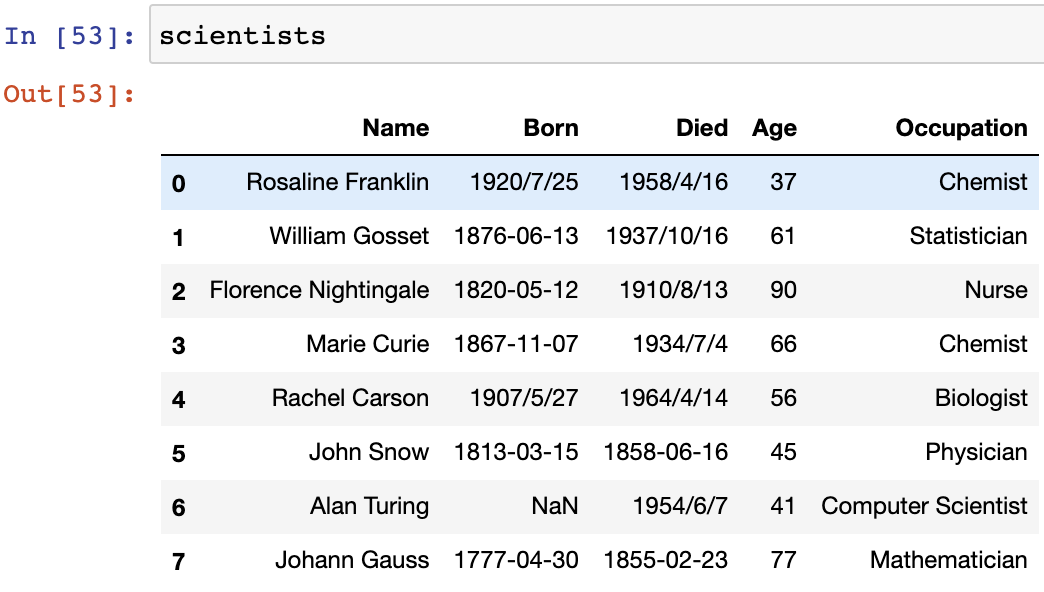 In [53]: scientists
Out[53]:
Name Born Died Age Occupation
0 Rosaline Franklin 1920/7/25 1958/4/16 37 Chemist
1 William Gosset 1876-06-13 1937/10/16 61 Statistician
2 Florence Nightingale 1820-05-12 1910/8/13 90 Nurse
3 Marie Curie 1867-11-07 1934/7/4 66 Chemist
4 Rachel Carson 1907/5/27 1964/4/14 56 Biologist
5 John Snow 1813-03-15 1858-06-16 45 Physician
6 Alan Turing NaN 1954/6/7 41 Computer Scientist
7 Johann Gauss 1777-04-30 1855-02-23 77 Mathematician